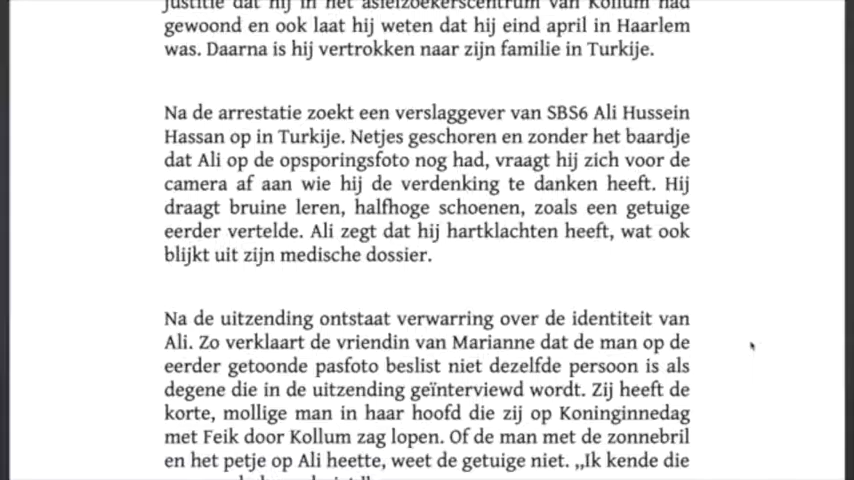 justitie dat hij in het asielzoekerscentrum van Kollum had
gewoond en ook laat hij weten dat hij eind april in Haarlem
was. Daarna is hij vertrokken naar zijn familie in Turkije.
Na de arrestatie zoekt een verslaggever van SBS6 Ali Hussein
Hassan op in Turkije. Netjes geschoren en zonder het baardje
dat Ali op de opsporingsfoto nog had, vraagt hij zich voor de
camera af aan wie hij de verdenking te danken heeft. Hij
draagt bruine leren, halfhoge schoenen, zoals een getuige
eerder vertelde. Ali zegt dat hij hartklachten heeft, wat ook
blijkt uit zijn medische dossier.
Na de uitzending ontstaat verwarring over de identiteit van
Ali. Zo verklaart de vriendin van Marianne dat de man op de
eerder getoonde pasfoto beslist niet dezelfde persoon is als
degene die in de uitzending geïnterviewd wordt. Zij heeft de
korte, mollige man in haar hoofd die zij op Koninginnedag
met Feik door Kollum zag lopen. Of de man met de zonnebril
en het petje op Ali heette, weet de getuige niet. „Ik kende die